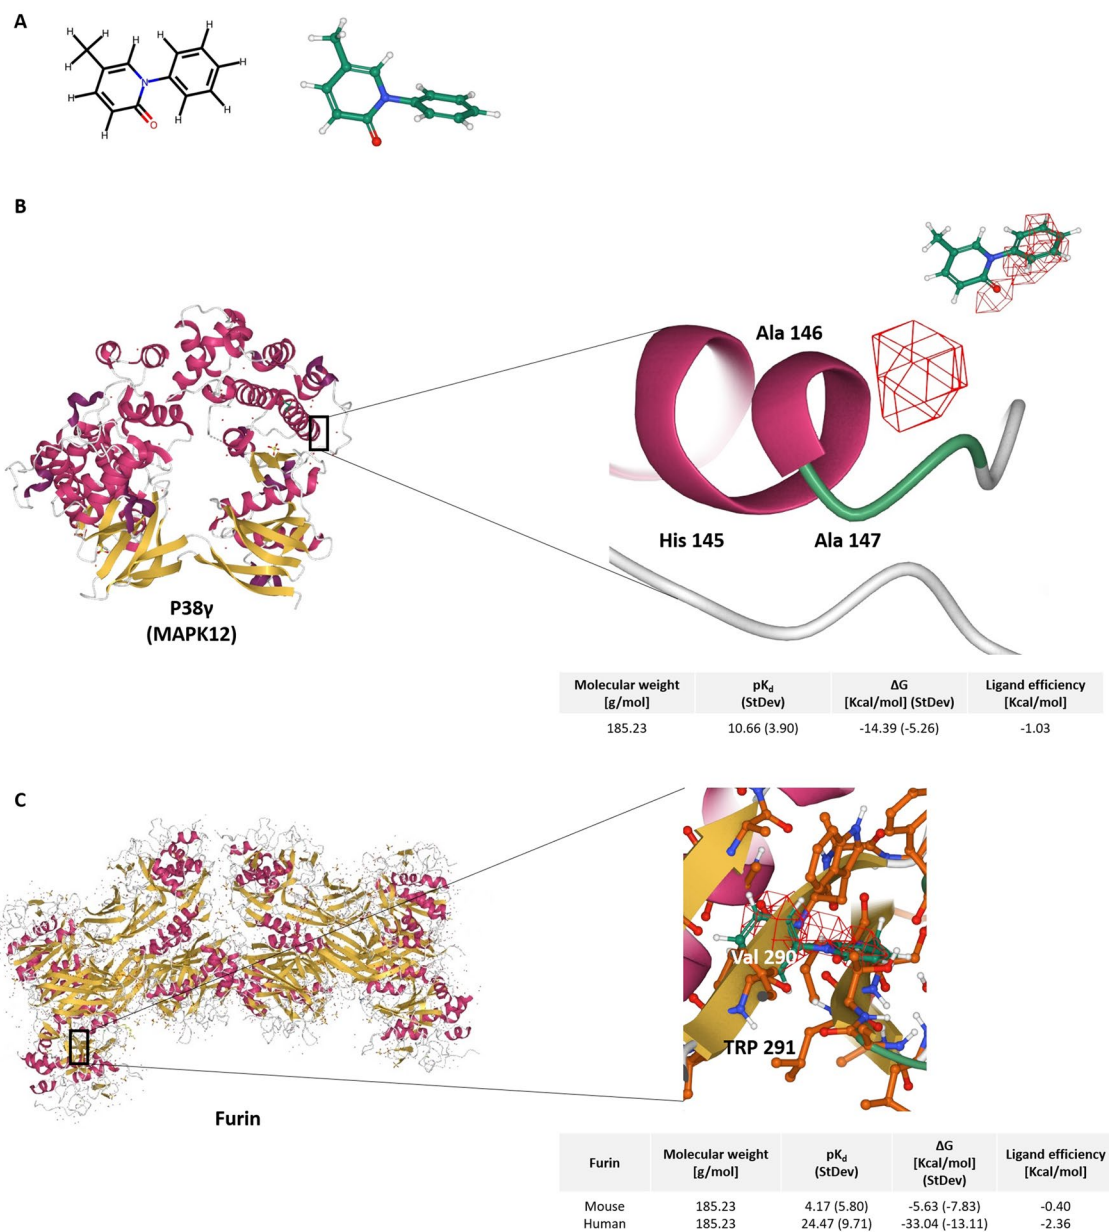 A
H
H
H
H
H
H
N
H
H
H
H
H
O
B
Ala 146
His 145
Ala 147
P38γ
(MAPK12)
Molecular weight [g/mol] pKd (StDev) ΔG [Kcal/mol] (StDev) Ligand efficiency [Kcal/mol]
185.23 10.66 (3.90) -14.39 (-5.26) -1.03
C
Val 290
TRP 291
Furin
Furin Molecular weight [g/mol] pKd (StDev) ΔG [Kcal/mol] (StDev) Ligand efficiency [Kcal/mol]
Mouse 185.23 4.17 (5.80) -5.63 (-7.83) -0.40
Human 185.23 24.47 (9.71) -33.04 (-13.11) -2.36